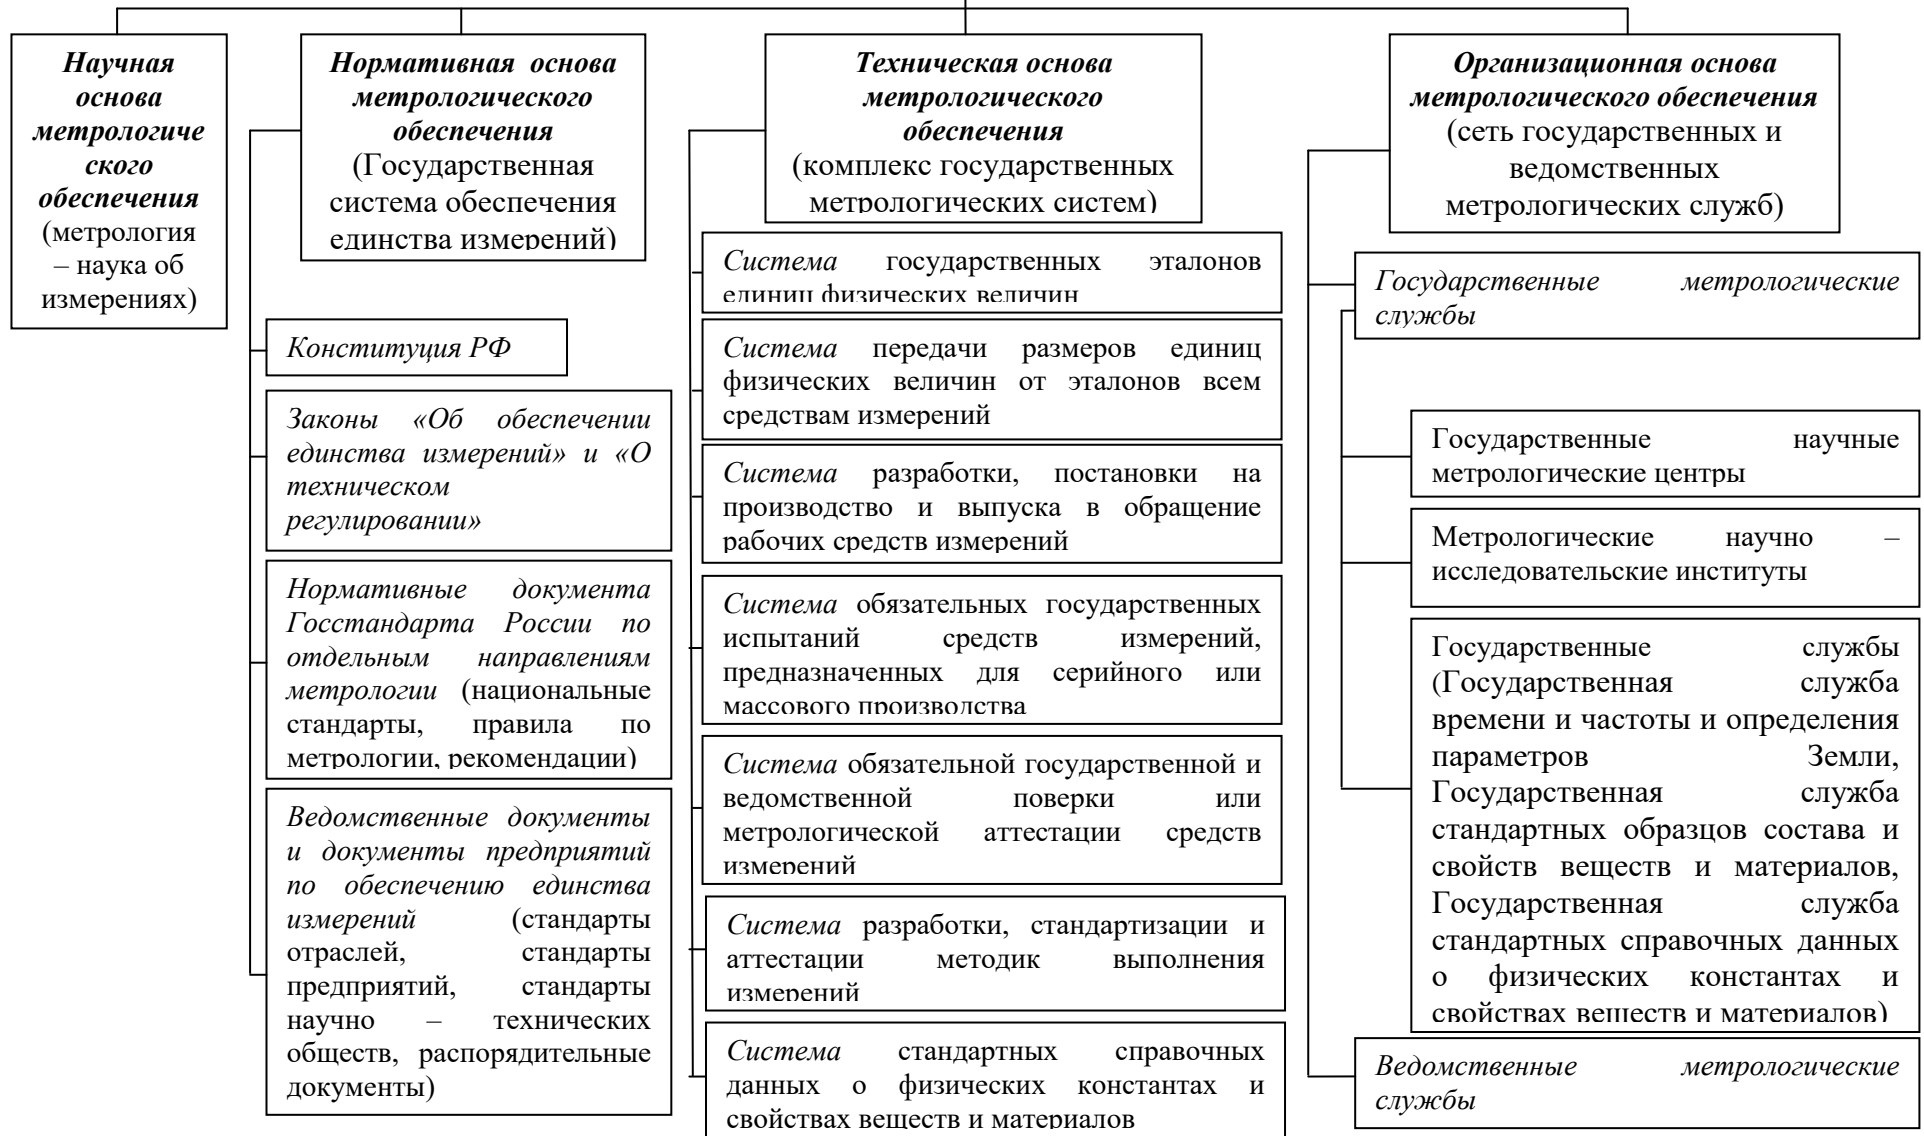 Научная
основа
метрологиче
ского
обеспечения
(метрология
– наука об
измерениях)
Нормативная основа
метрологического
обеспечения
(Государственная
система обеспечения
единства измерений)
Конституция РФ
Законы «Об обеспечении
единства измерений» и «О
техническом
регулировании»
Нормативные документа
Госстандарта России по
отдельным направлениям
метрологии (национальные
стандарты, правила по
метрологии, рекомендации)
Ведомственные документы
и документы предприятий
по обеспечению единства
измерений (стандарты
отраслей, стандарты
предприятий, стандарты
научно – технических
обществ, распорядительные
документы)
Техническая основа
метрологического
обеспечения
(комплекс государственных
метрологических систем)
Система государственных эталонов
единиц физических величин
Система передачи размеров единиц
физических величин от эталонов всем
средствам измерений
Система разработки, постановки на
производство и выпуска в обращение
рабочих средств измерений
Система обязательных государственных
испытаний средств измерений,
предназначенных для серийного или
массового производства
Система обязательной государственной и
ведомственной поверки или
метрологической аттестации средств
измерений
Система разработки, стандартизации и
аттестации методик выполнения
измерений
Система стандартных справочных
данных о физических константах и
свойствах веществ и материалов
Организационная основа
метрологического обеспечения
(сеть государственных и
ведомственных
метрологических служб)
Государственные метрологические
службы
Государственные научные
метрологические центры
Метрологические научно –
исследовательские институты
Государственные службы
(Государственная служба
времени и частоты и определения
параметров Земли,
Государственная служба
стандартных образцов состава и
свойств веществ и материалов,
Государственная служба
стандартных справочных данных
о физических константах и
свойствах веществ и материалов)
Ведомственные метрологические
службы